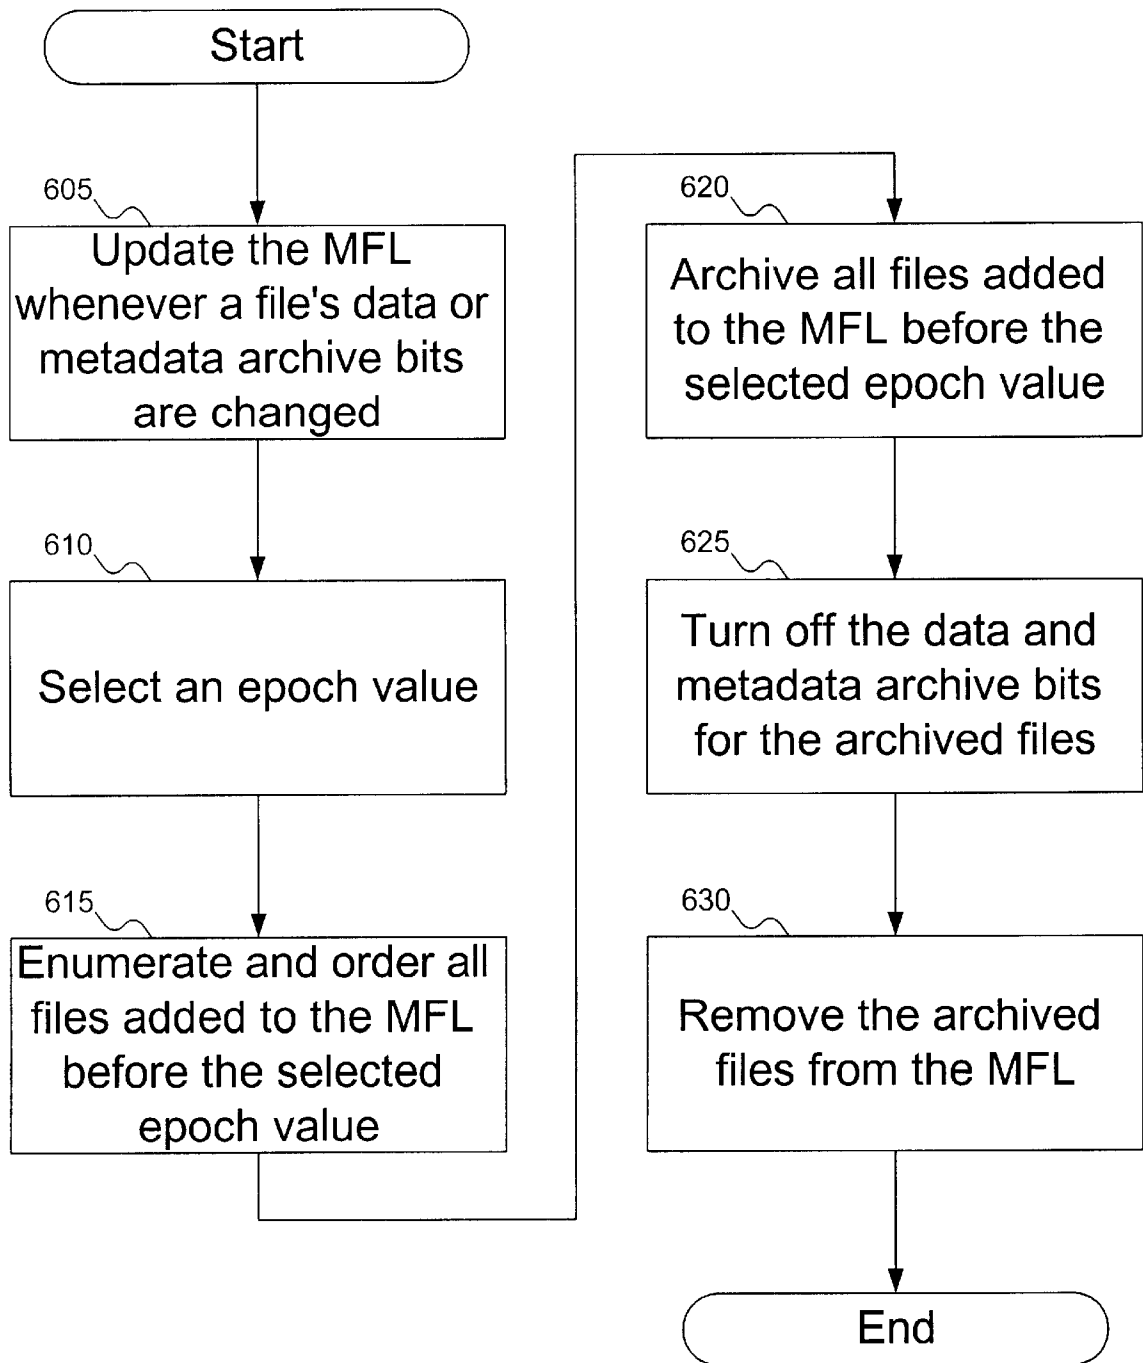 Start
605
Update the MFL
whenever a file's data or
metadata archive bits
are changed
610
Select an epoch value
615
Enumerate and order all
files added to the MFL
before the selected
epoch value
620
Archive all files added
to the MFL before the
selected epoch value
625
Turn off the data and
metadata archive bits
for the archived files
630
Remove the archived
files from the MFL
End